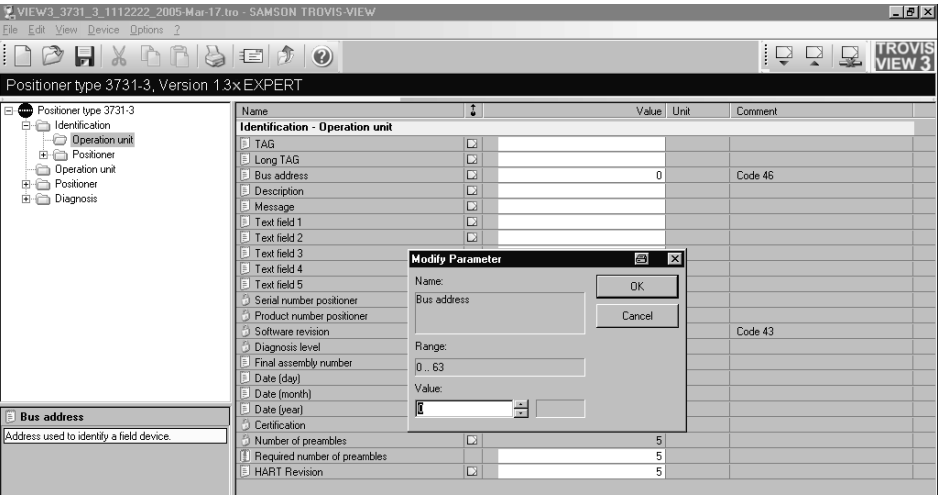 VIEW3_3731_3_1112222_2005-Mar-17.tro - SAMSON TROVIS-VIEW
File Edit View Device Options ?
TROVIS
VIEW 3
Positioner type 3731-3, Version 1.3x EXPERT
Positioner type 3731-3
Identification
Operation unit
Positioner
Operation unit
Positioner
Diagnosis
Bus address
Address used to identify a field device.
Name Value Unit Comment
Identification - Operation unit
TAG
Long TAG
Bus address 0 Code 46
Description
Message
Text field 1
Text field 2
Text field 3
Text field 4
Text field 5
Serial number positioner
Product number positioner
Software revision Code 43
Diagnosis level
Final assembly number
Date (day)
Date (month)
Date (year)
Certification
Number of preambles 5
Required number of preambles 5
HART Revision 5
Modify Parameter
Name:
Bus address
Range:
0 .. 63
Value:
0
OK
Cancel